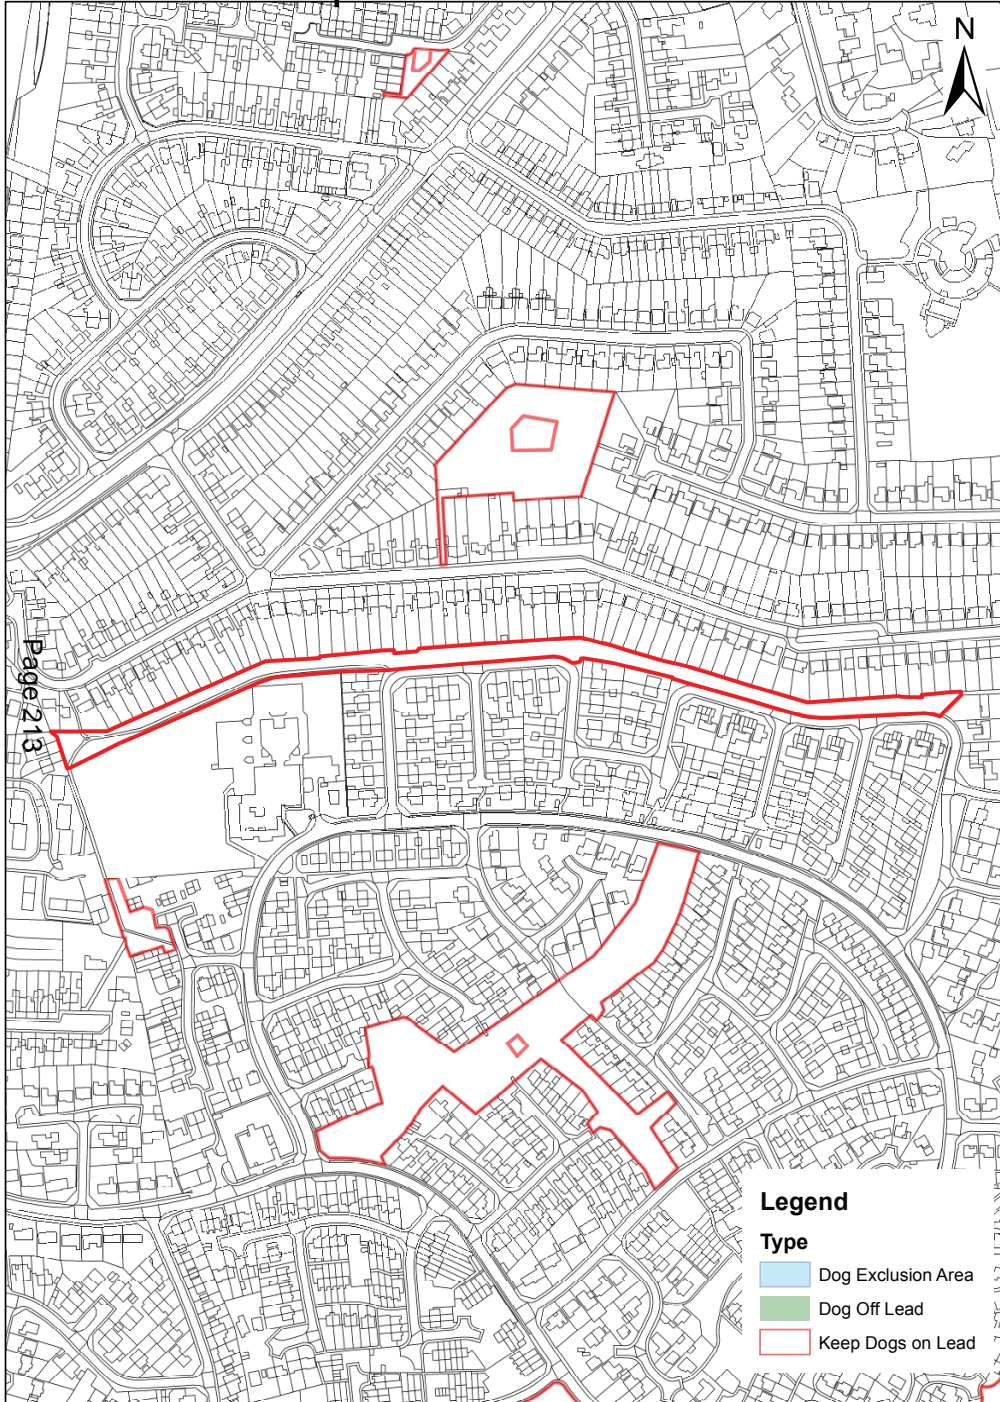 N
Page 213
Legend
Type
Dog Exclusion Area
Dog Off Lead
Keep Dogs on Lead